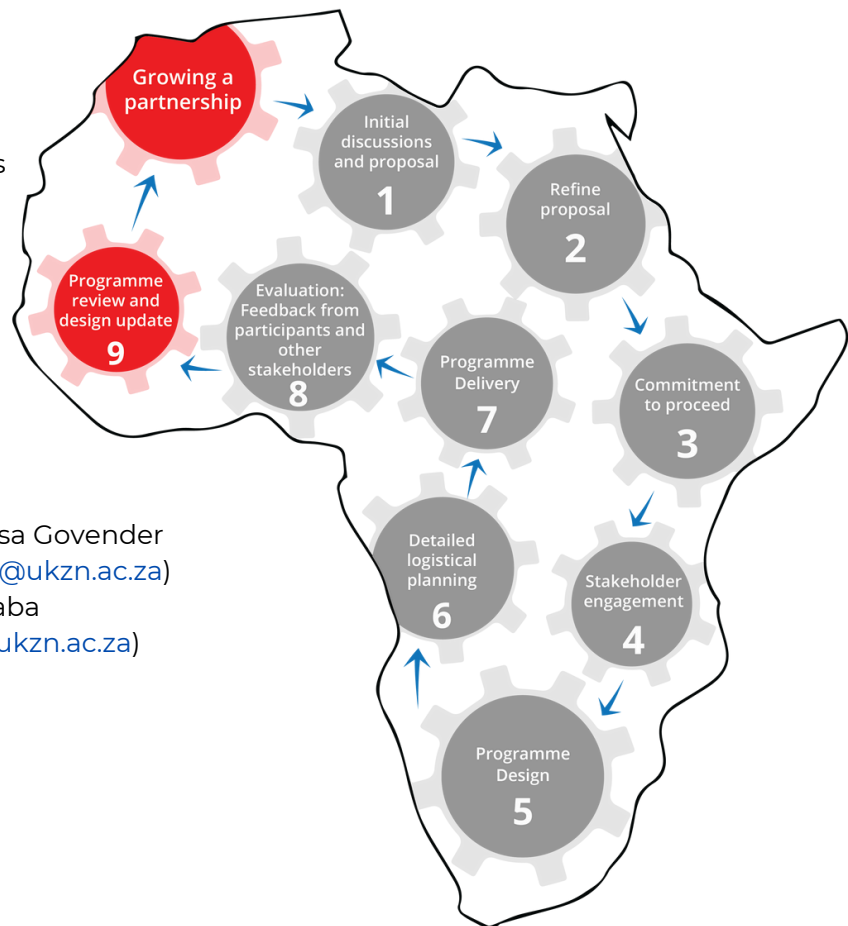 Growing a
partnership
Initial
discussions
and proposal
1
Refine
proposal
2
Commitment
to proceed
3
Stakeholder
engagement
4
Programme
Design
5
Detailed
logistical
planning
6
Programme
Delivery
7
Evaluation:
Feedback from
participants and
other
stakeholders
8
Programme
review and
design update
9
s
sa Govender
@ukzn.ac.za)
aba
ukzn.ac.za)